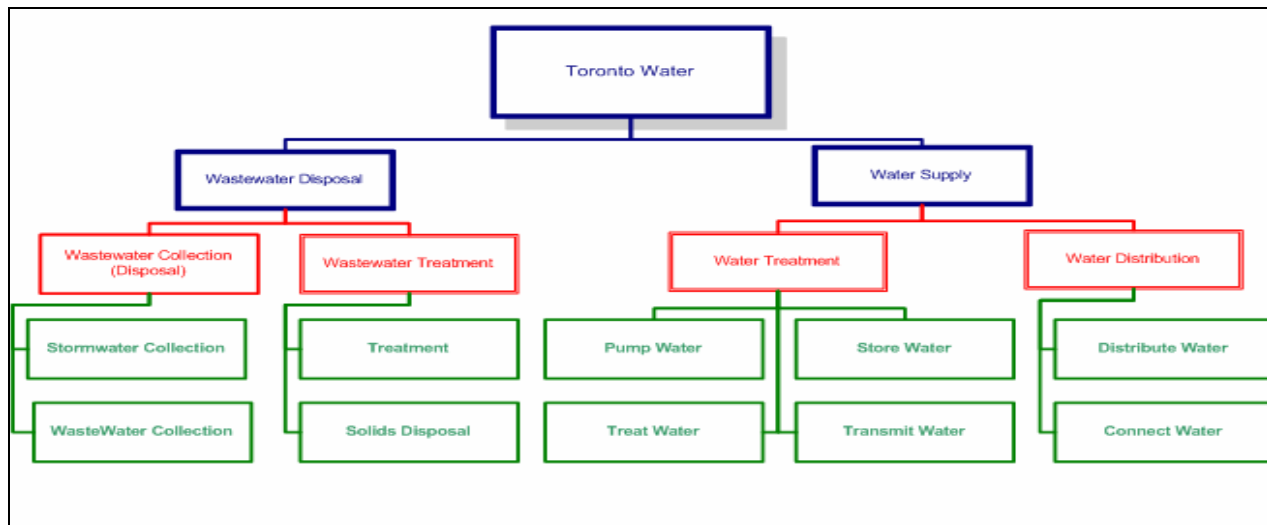 Toronto Water
Wastewater Disposal
Water Supply
Wastewater Collection
(Disposal)
Wastewater Treatment
Water Treatment
Water Distribution
Stormwater Collection
Treatment
Pump Water
Store Water
Distribute Water
WasteWater Collection
Solids Disposal
Treat Water
Transmit Water
Connect Water